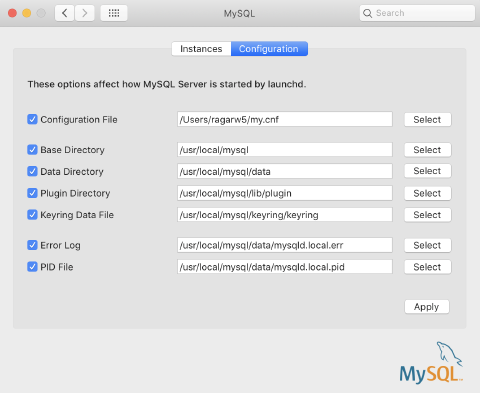 MySQL
Search
Instances
Configuration
These options affect how MySQL Server is started by launchd.
Configuration File /Users/ragarw5/my.cnf Select
Base Directory /usr/local/mysql Select
Data Directory /usr/local/mysql/data Select
Plugin Directory /usr/local/mysql/lib/plugin Select
Keyring Data File /usr/local/mysql/keyring/keyring Select
Error Log /usr/local/mysql/data/mysqld.local.err Select
PID File /usr/local/mysql/data/mysqld.local.pid Select
Apply
MySQL